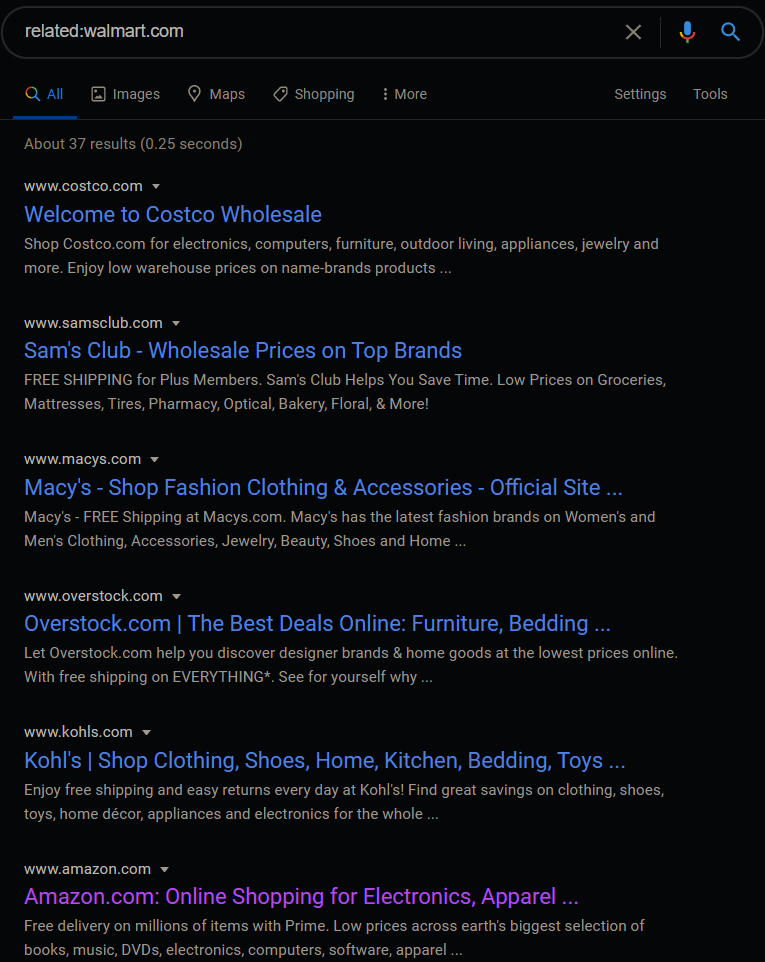 related:walmart.com
All Images Maps Shopping More Settings Tools
About 37 results (0.25 seconds)
www.costco.com
Welcome to Costco Wholesale
Shop Costco.com for electronics, computers, furniture, outdoor living, appliances, jewelry and
more. Enjoy low warehouse prices on name-brands products ...
www.samsclub.com
Sam's Club - Wholesale Prices on Top Brands
FREE SHIPPING for Plus Members. Sam's Club Helps You Save Time. Low Prices on Groceries,
Mattresses, Tires, Pharmacy, Optical, Bakery, Floral, & More!
www.macys.com
Macy's - Shop Fashion Clothing & Accessories - Official Site ...
Macy's - FREE Shipping at Macys.com. Macy's has the latest fashion brands on Women's and
Men's Clothing, Accessories, Jewelry, Beauty, Shoes and Home ...
www.overstock.com
Overstock.com | The Best Deals Online: Furniture, Bedding ...
Let Overstock.com help you discover designer brands & home goods at the lowest prices online.
With free shipping on EVERYTHING*. See for yourself why ...
www.kohls.com
Kohl's | Shop Clothing, Shoes, Home, Kitchen, Bedding, Toys ...
Enjoy free shipping and easy returns every day at Kohl's! Find great savings on clothing, shoes,
toys, home décor, appliances and electronics for the whole ...
www.amazon.com
Amazon.com: Online Shopping for Electronics, Apparel ...
Free delivery on millions of items with Prime. Low prices across earth's biggest selection of
books, music, DVDs, electronics, computers, software, apparel ...